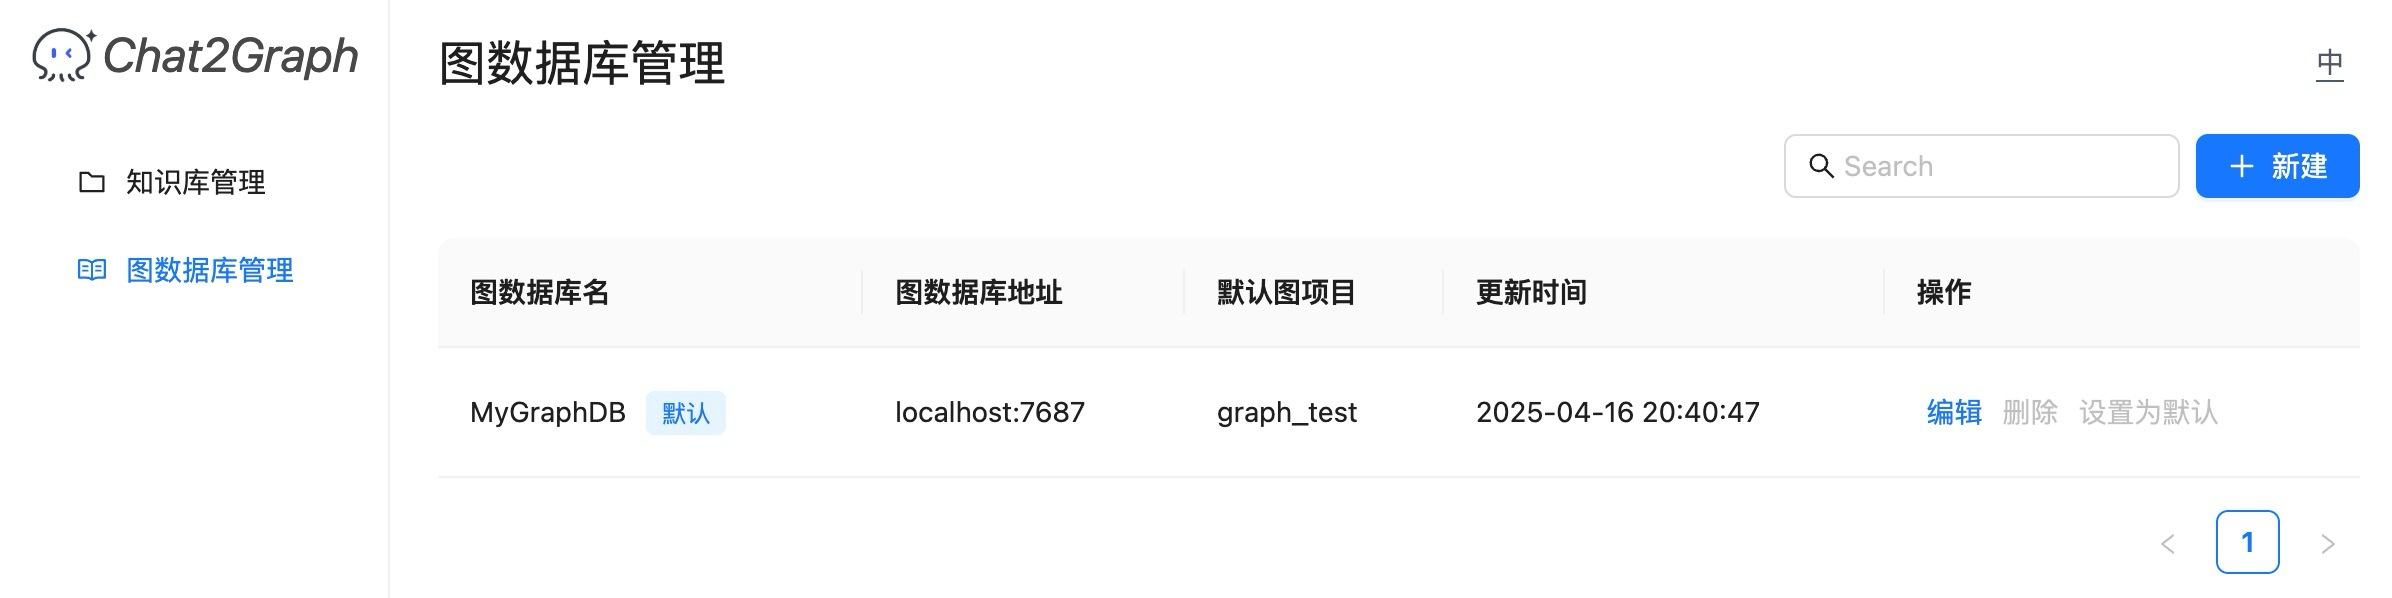 Chat2Graph
知识库管理
图数据库管理
图数据库管理
中
Search
+ 新建
图数据库名 图数据库地址 默认图项目 更新时间 操作
MyGraphDB 默认 localhost:7687 graph_test 2025-04-16 20:40:47 编辑 删除 设置为默认
< 1 >